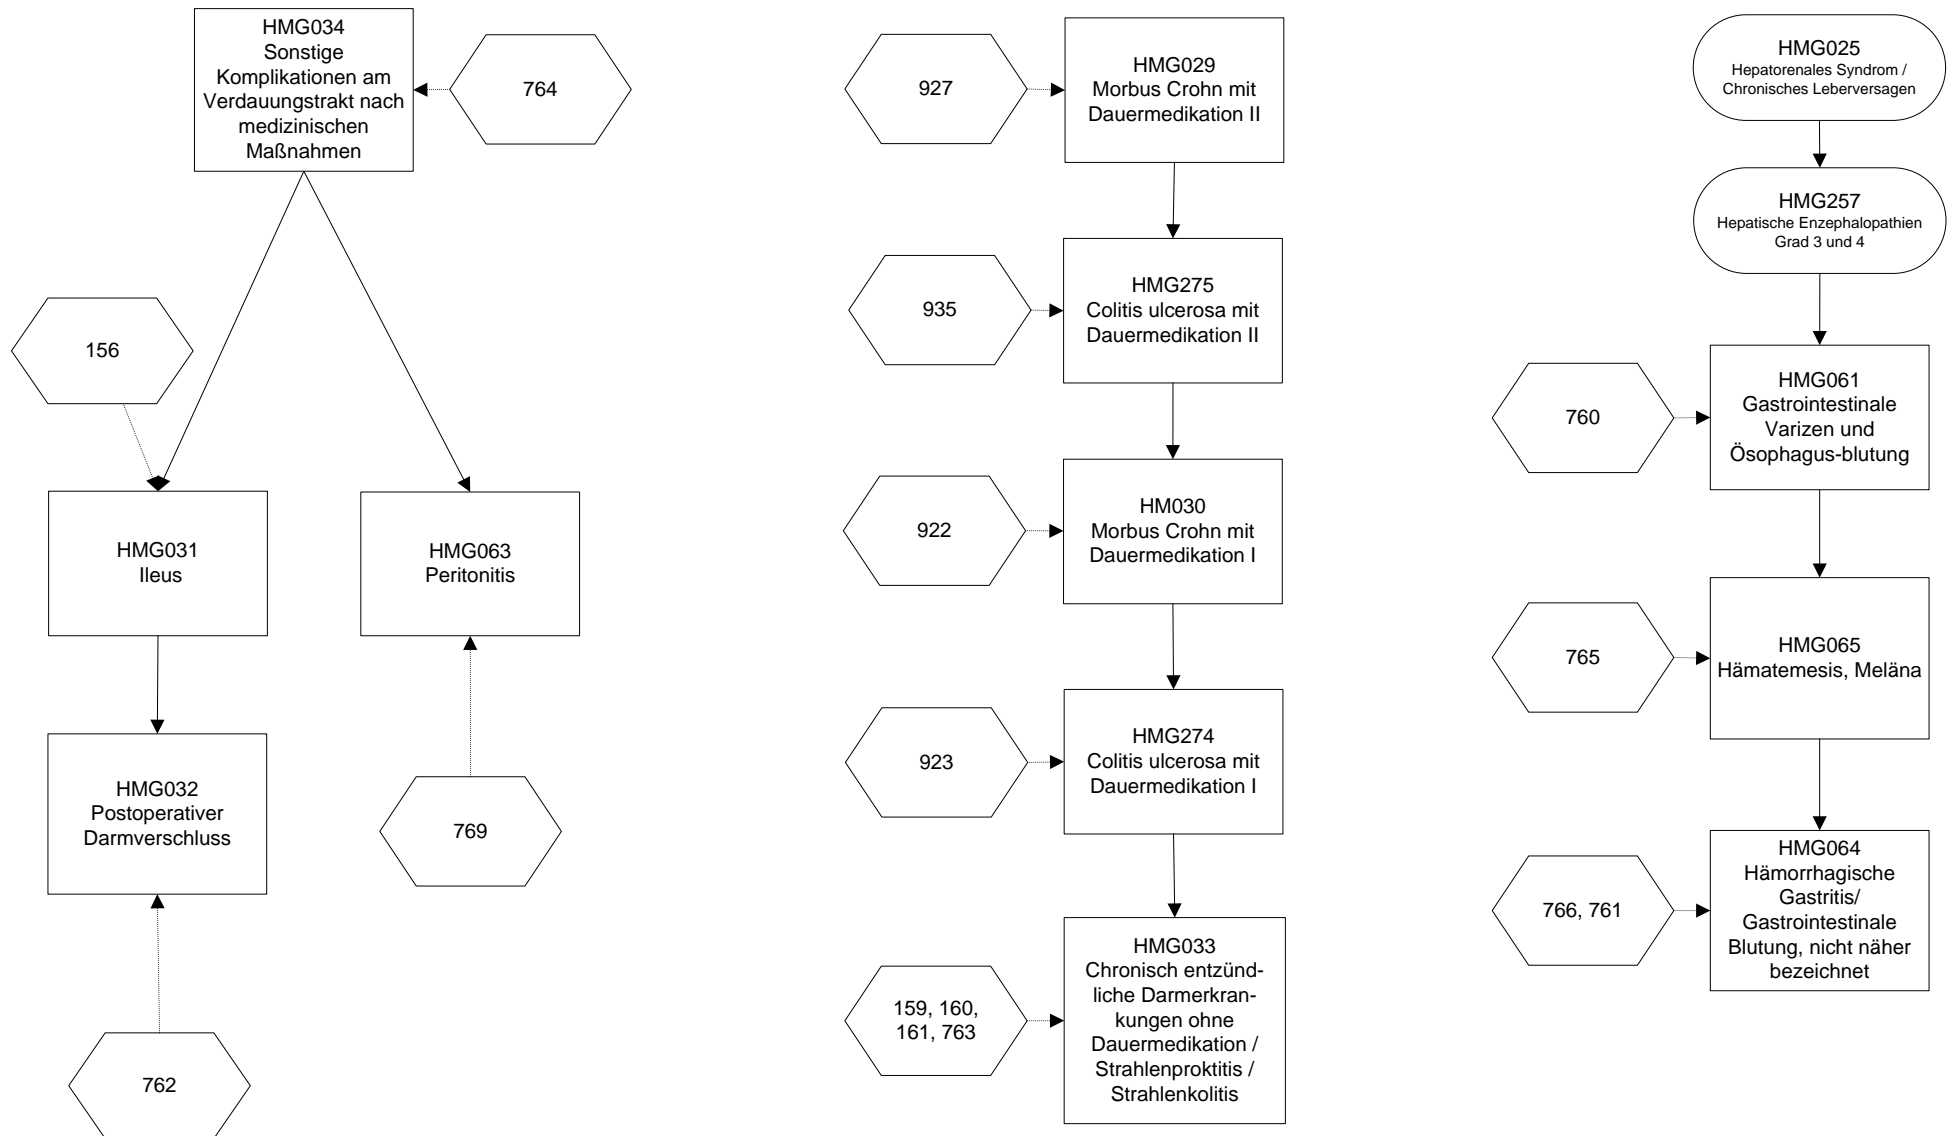 HMG034
Sonstige
Komplikationen am
Verdauungstrakt nach
medizinischen
Maßnahmen
764
156
HMG031
Ileus
HMG063
Peritonitis
HMG032
Postoperativer
Darmverschluss
769
762
927
HMG029
Morbus Crohn mit
Dauermedikation II
935
HMG275
Colitis ulcerosa mit
Dauermedikation II
922
HM030
Morbus Crohn mit
Dauermedikation I
923
HMG274
Colitis ulcerosa mit
Dauermedikation I
159, 160,
161, 763
HMG033
Chronisch entzünd-
liche Darmerkran-
kungen ohne
Dauermedikation /
Strahlenproktitis /
Strahlenkolitis
HMG025
Hepatorenales Syndrom /
Chronisches Leberversagen
HMG257
Hepatische Enzephalopathien
Grad 3 und 4
760
HMG061
Gastrointestinale
Varizen und
Ösophagus-blutung
765
HMG065
Hämatemesis, Meläna
766, 761
HMG064
Hämorrhagische
Gastritis/
Gastrointestinale
Blutung, nicht näher
bezeichnet